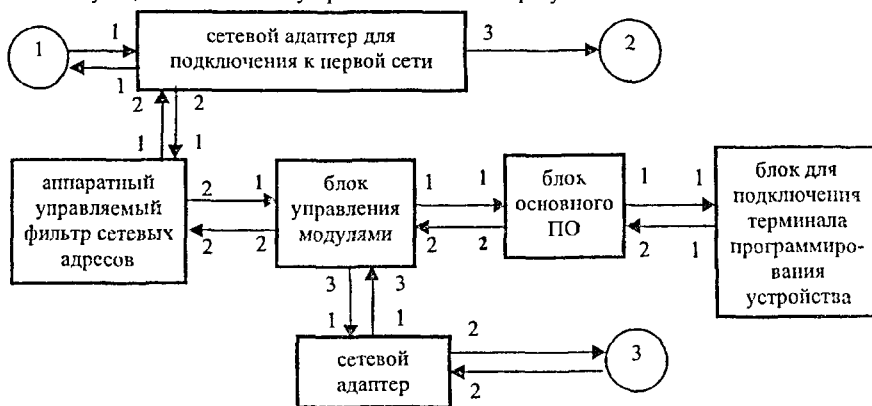 1
1
1
сетевой адаптер для
подключения к первой сети
3
2
2
2
1
1
аппаратный
управляемый
фильтр сетевых
адресов
2
2
1
2
блок
управления
модулями
1
2
1
2
блок
основного
ПО
1
2
1
1
блок для
подключения
терминала
программиро-
вания
устройства
3
3
1
1
сетевой
адаптер
2
2
3